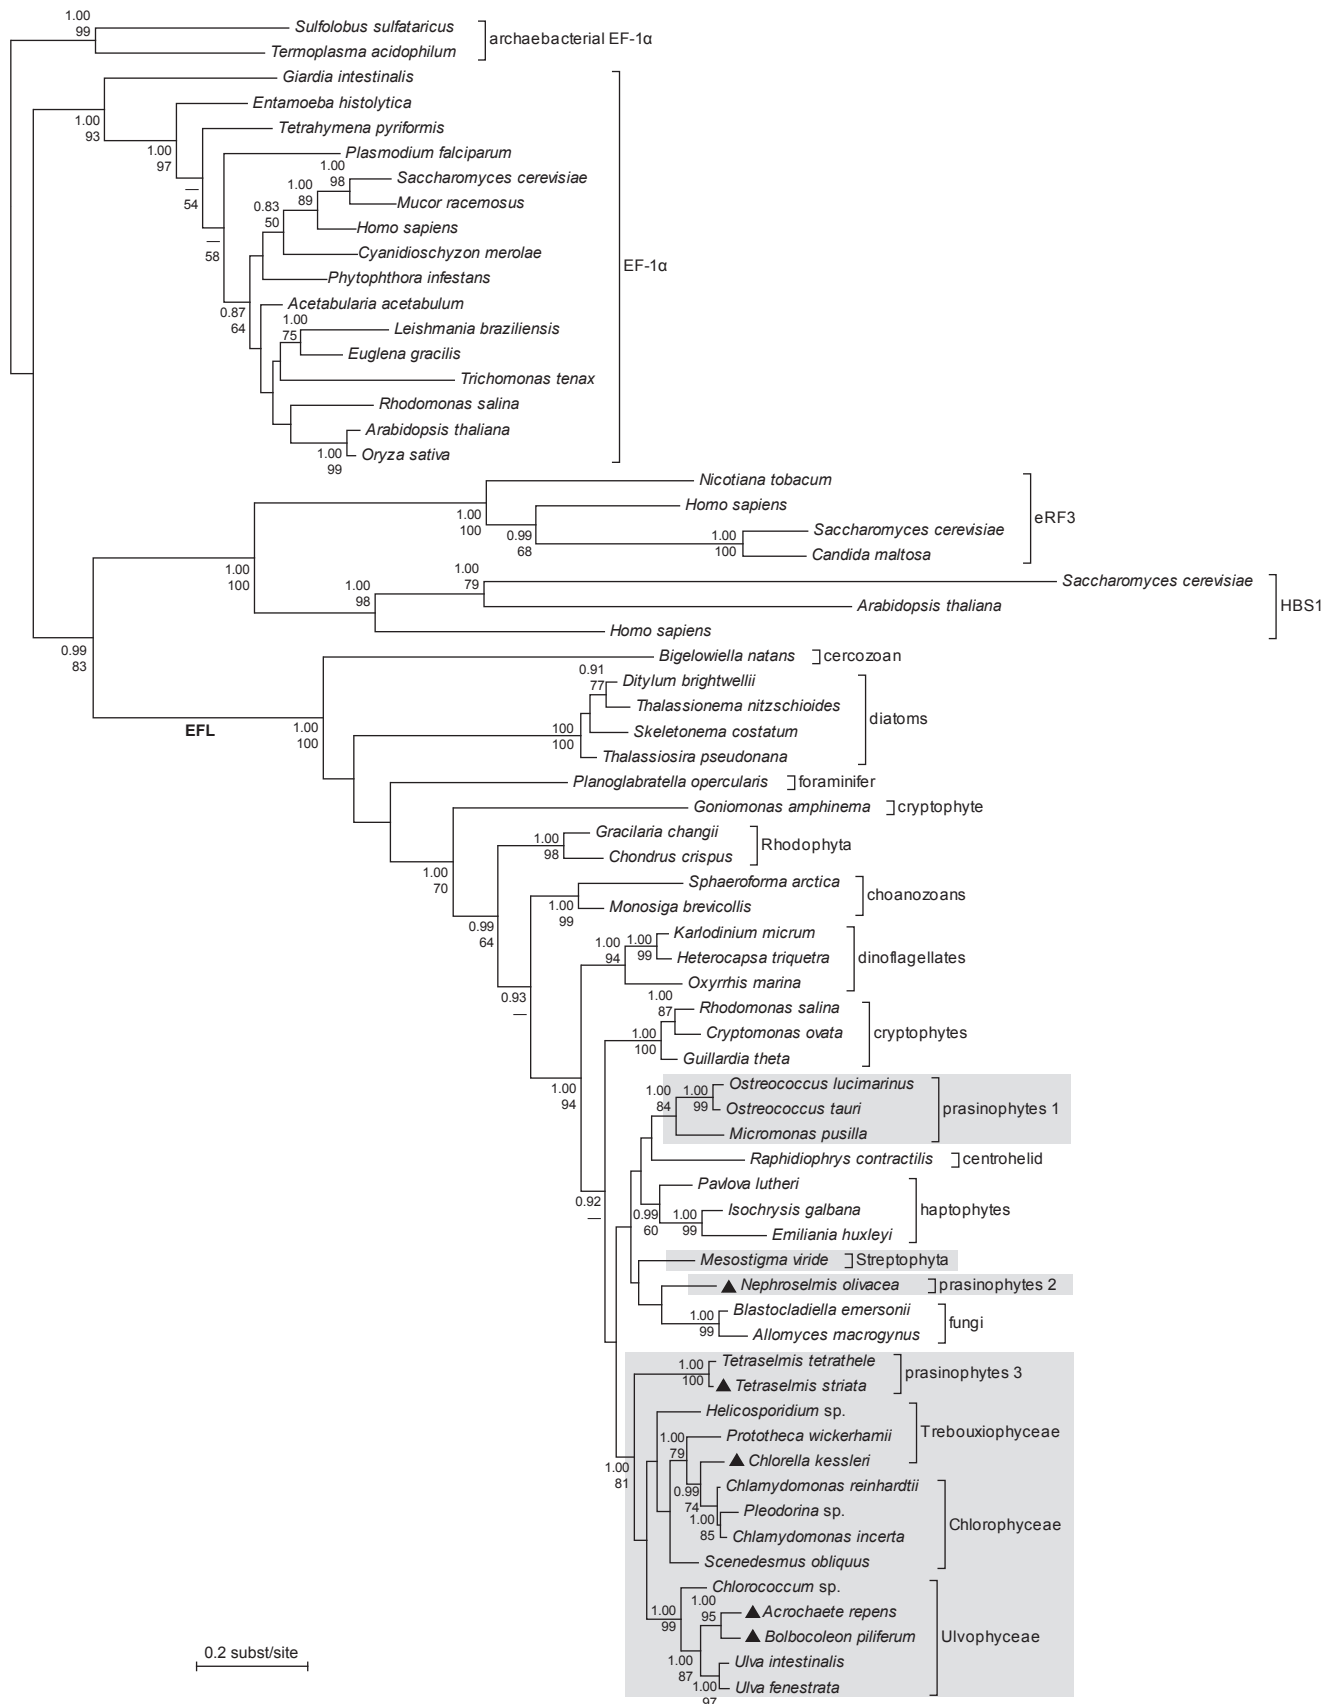 1.00
99
Sulfolobus sulfataricus
Termoplasma acidophilum
archaebacterial EF-1α
Giardia intestinalis
1.00
93
Entamoeba histolytica
1.00
97
Tetrahymena pyriformis
—
54
Plasmodium falciparum
—
58
1.00
98
Saccharomyces cerevisiae
1.00
89
Mucor racemosus
0.83
50
Homo sapiens
Cyanidioschyzon merolae
EF-1α
Phytophthora infestans
0.87
64
Acetabularia acetabulum
1.00
75
Leishmania braziliensis
Euglena gracilis
Trichomonas tenax
Rhodomonas salina
Arabidopsis thaliana
1.00
99
Oryza sativa
Nicotiana tobacum
1.00
100
Homo sapiens
eRF3
0.99
68
1.00
100
Saccharomyces cerevisiae
Candida maltosa
1.00
100
1.00
98
1.00
79
Saccharomyces cerevisiae
Arabidopsis thaliana
HBS1
Homo sapiens
0.99
83
Bigelowiella natans
cercozoan
0.91
77
Ditylum brightwellii
Thalassionema nitzschioides
diatoms
EFL
1.00
100
100
100
Skeletonema costatum
Thalassiosira pseudonana
Planoglabratella opercularis
foraminifer
Goniomonas amphinema
cryptophyte
1.00
70
1.00
98
Gracilaria changii
Rhodophyta
Chondrus crispus
0.99
64
Sphaeroforma arctica
choanozoans
1.00
99
Monosiga brevicollis
1.00
94
1.00
99
Karlodinium micrum
Heterocapsa triquetra
dinoflagellates
Oxyrrhis marina
0.93
—
1.00
87
Rhodomonas salina
Cryptomonas ovata
cryptophytes
1.00
100
Guillardia theta
1.00
94
1.00
84
1.00
99
Ostreococcus lucimarinus
Ostreococcus tauri
prasinophytes 1
Micromonas pusilla
Raphidiophrys contractilis
centrohelid
0.92
—
Pavlova lutheri
0.99
60
1.00
99
Isochrysis galbana
haptophytes
Emiliania huxleyi
Mesostigma viride
Streptophyta
▲ Nephroselmis olivacea
prasinophytes 2
1.00
99
Blastocladiella emersonii
fungi
Allomyces macrogynus
1.00
100
Tetraselmis tetrathele
prasinophytes 3
▲ Tetraselmis striata
1.00
81
Helicosporidium sp.
Trebouxiophyceae
1.00
79
Prototheca wickerhamii
▲ Chlorella kessleri
0.99
74
Chlamydomonas reinhardtii
1.00
85
Pleodorina sp.
Chlorophyceae
Chlamydomonas incerta
Scenedesmus obliquus
Chlorococcum sp.
1.00
99
1.00
95
▲ Acrochaete repens
▲ Bolbocoleon piliferum
Ulvophyceae
1.00
87
Ulva intestinalis
1.00
97
Ulva fenestrata
0.2 subst/site